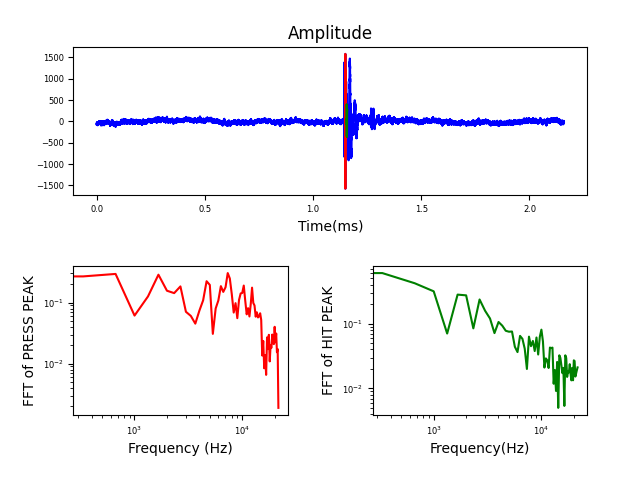 Amplitude
1500
1000
500
0
−500
−1000
−1500
0.0 0.5 1.0 1.5 2.0
Time(ms)
FFT of PRESS PEAK
10⁻¹
10⁻²
10³ 10⁴
Frequency (Hz)
FFT of HIT PEAK
10⁻¹
10⁻²
10³ 10⁴
Frequency(Hz)